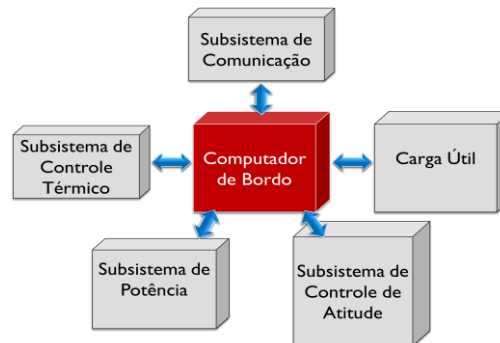 Subsistema de
Comunicação
Subsistema de
Controle
Térmico
Computador
de Bordo
Carga Útil
Subsistema de
Potência
Subsistema de
Controle de
Atitude